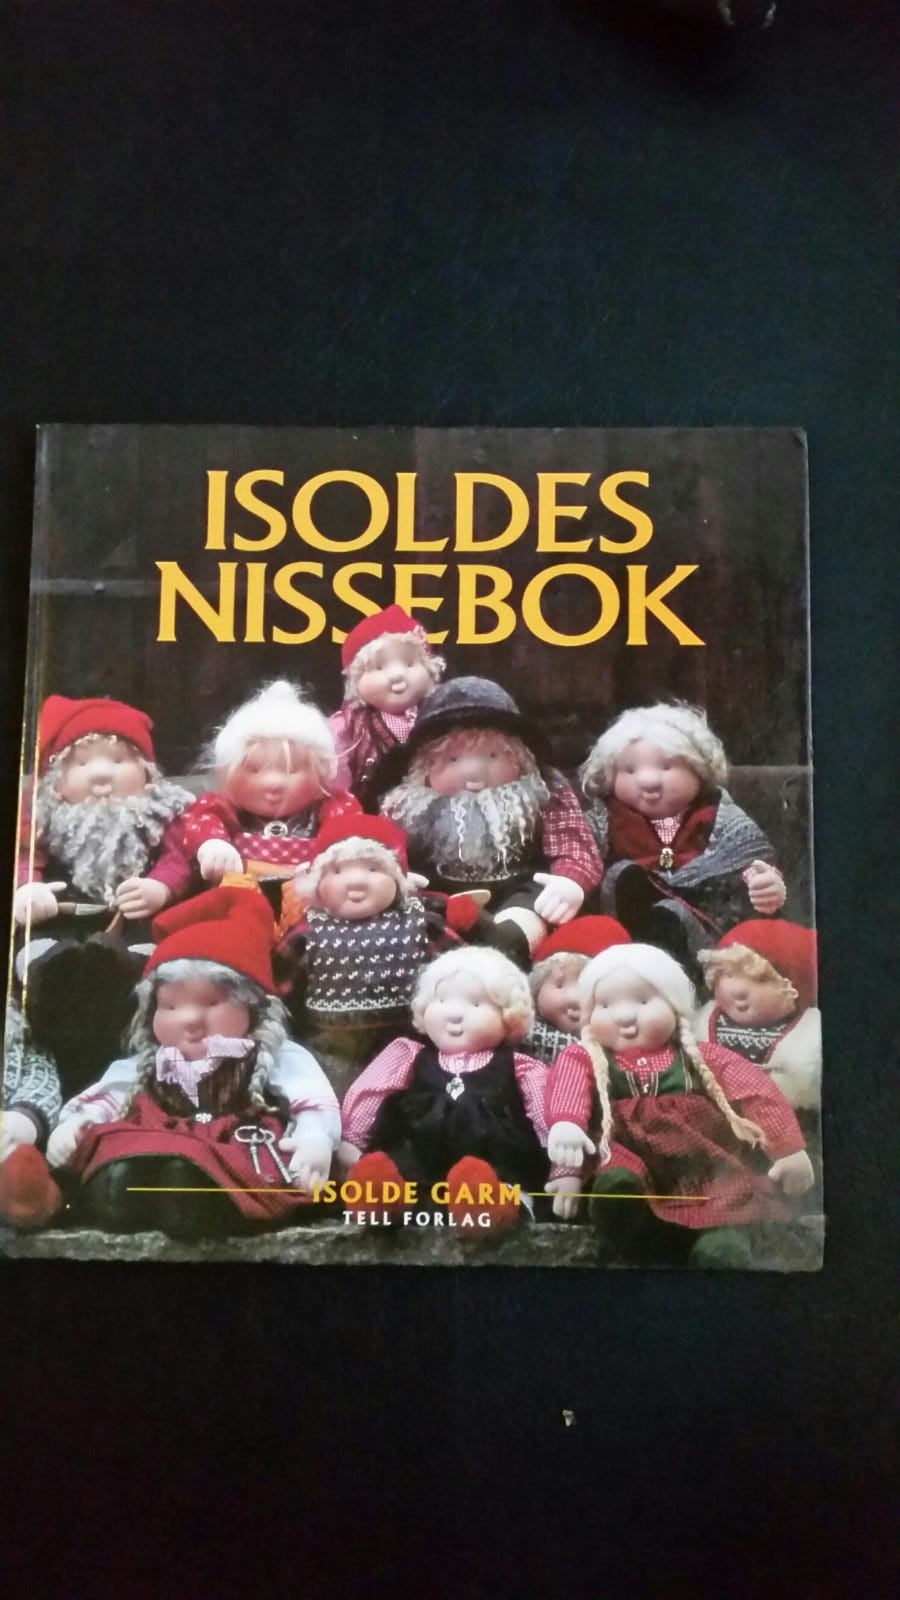 ISOLDES
NISSEBOK
ISOLDE GARM
TELL FORLAG